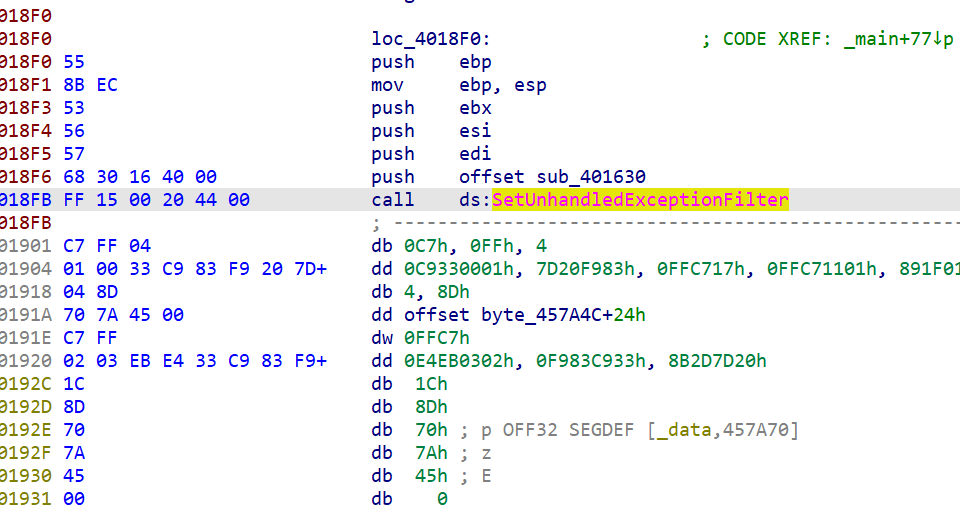 018F0
018F0 loc_4018F0: ; CODE XREF: _main+77↓p
018F0 55 push ebp
018F1 8B EC mov ebp, esp
018F3 53 push ebx
018F4 56 push esi
018F5 57 push edi
018F6 68 30 16 40 00 push offset sub_401630
018FB FF 15 00 20 44 00 call ds:SetUnhandledExceptionFilter
018FB ; ---------------------------------------------------
01901 C7 FF 04 db 0C7h, 0FFh, 4
01904 01 00 33 C9 83 F9 20 7D+ dd 0C9330001h, 7D20F983h, 0FFC717h, 0FFC71101h, 891F01
01918 04 8D db 4, 8Dh
0191A 70 7A 45 00 dd offset byte_457A4C+24h
0191E C7 FF dw 0FFC7h
01920 02 03 EB E4 33 C9 83 F9+ dd 0E4EB0302h, 0F983C933h, 8B2D7D20h
0192C 1C db 1Ch
0192D 8D db 8Dh
0192E 70 db 70h ; p OFF32 SEGDEF [_data,457A70]
0192F 7A db 7Ah ; z
01930 45 db 45h ; E
01931 00 db 0